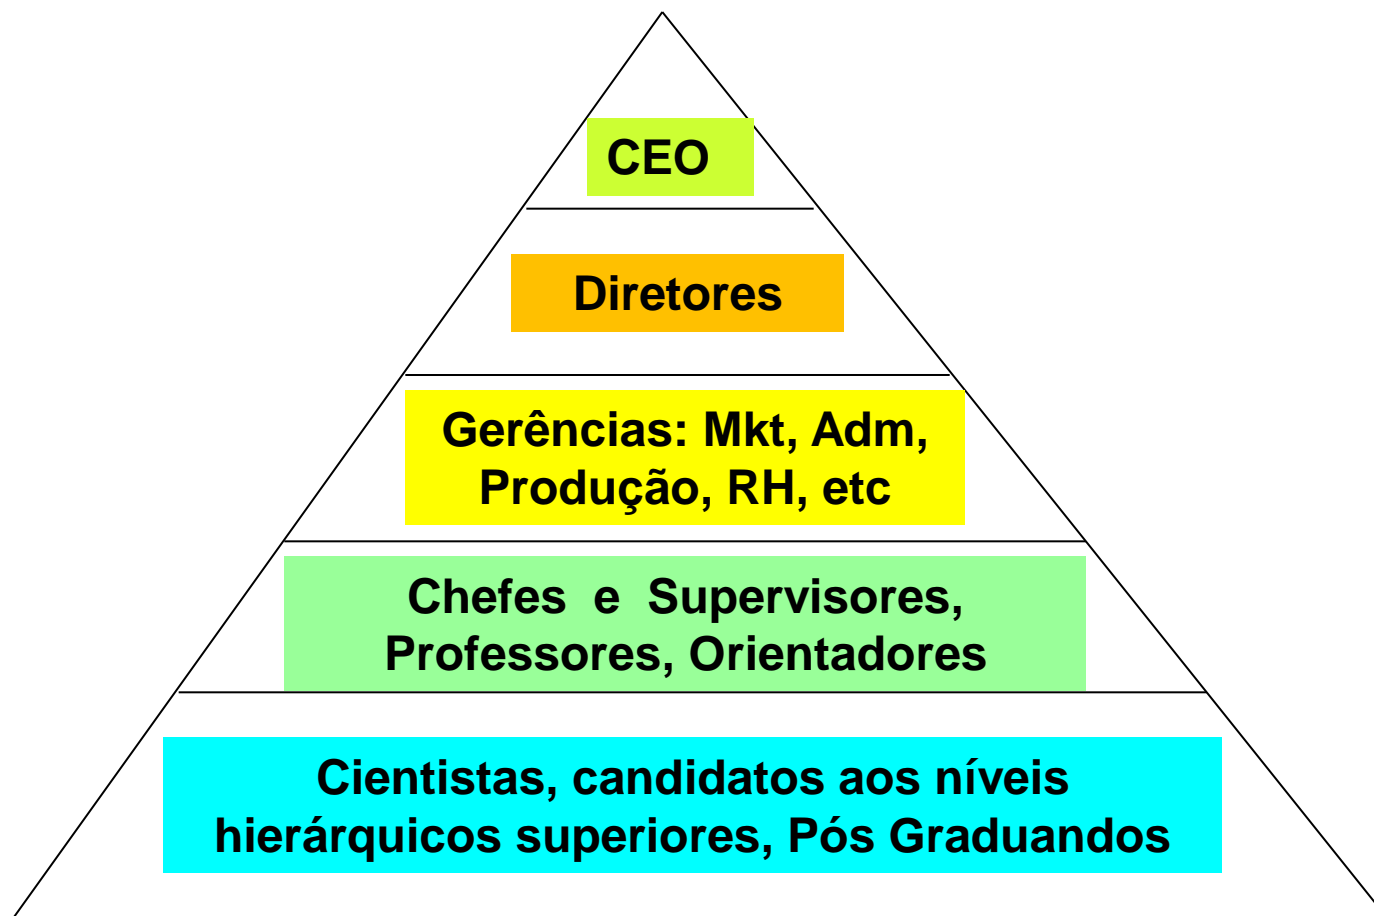 CEO
Diretores
Gerências: Mkt, Adm,
Produção, RH, etc
Chefes e Supervisores,
Professores, Orientadores
Cientistas, candidatos aos níveis
hierárquicos superiores, Pós Graduandos